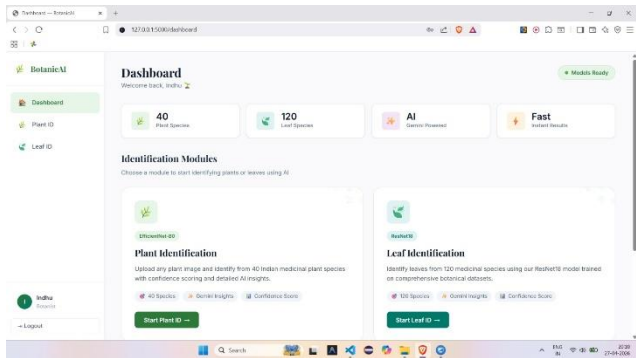 Dashboard — BotanicAI
127.0.0.1:5000/dashboard
BotanicAI
Dashboard
Plant ID
Leaf ID
Indhu
Logout
Dashboard
Welcome back, Indhu
Models Ready
40
Plant Species
120
Leaf Species
AI
Gemini Powered
Fast
Instant Results
Identification Modules
Choose a module to start identifying plants or leaves using AI
EfficientNet-B0
Plant Identification
Upload any plant image and identify from 40 Indian medicinal plant species
with confidence scoring and detailed AI insights.
40 Species
Gemini Insights
Confidence Score
Start Plant ID →
ResNet18
Leaf Identification
Identify leaves from 120 medicinal species using our ResNet18 model trained
on comprehensive botanical datasets.
120 Species
Gemini Insights
Confidence Score
Start Leaf ID →
Search
ENG
IN
20:39
27-04-2026